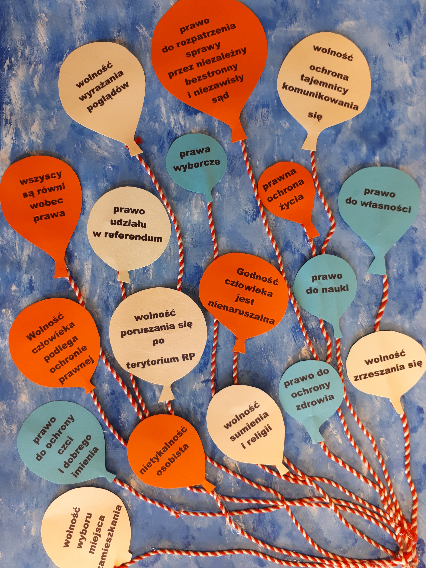 prawo
do rozpatrzenia
sprawy
przez niezależny
bezstronny
i niezawisły
sąd
wolność
wyrażania
poglądów
wolność
ochrona
tajemnicy
komunikowania
się
prawa
wyborcze
wszyscy
są równi
wobec
prawa
prawna
ochrona
życia
prawo
do własności
prawo
udziału
w referendum
Godność
człowieka
jest
nienaruszalna
prawo
do nauki
Wolność
człowieka
podlega
ochronie
prawnej
wolność
poruszania się
po
terytorium RP
wolność
zrzeszania się
prawo do
ochrony
zdrowia
prawo
do ochrony
czci
i dobrego
imienia
nietykalność
osobista
wolność
sumienia
i religii
wolność
wyboru
miejsca
zamieszkania